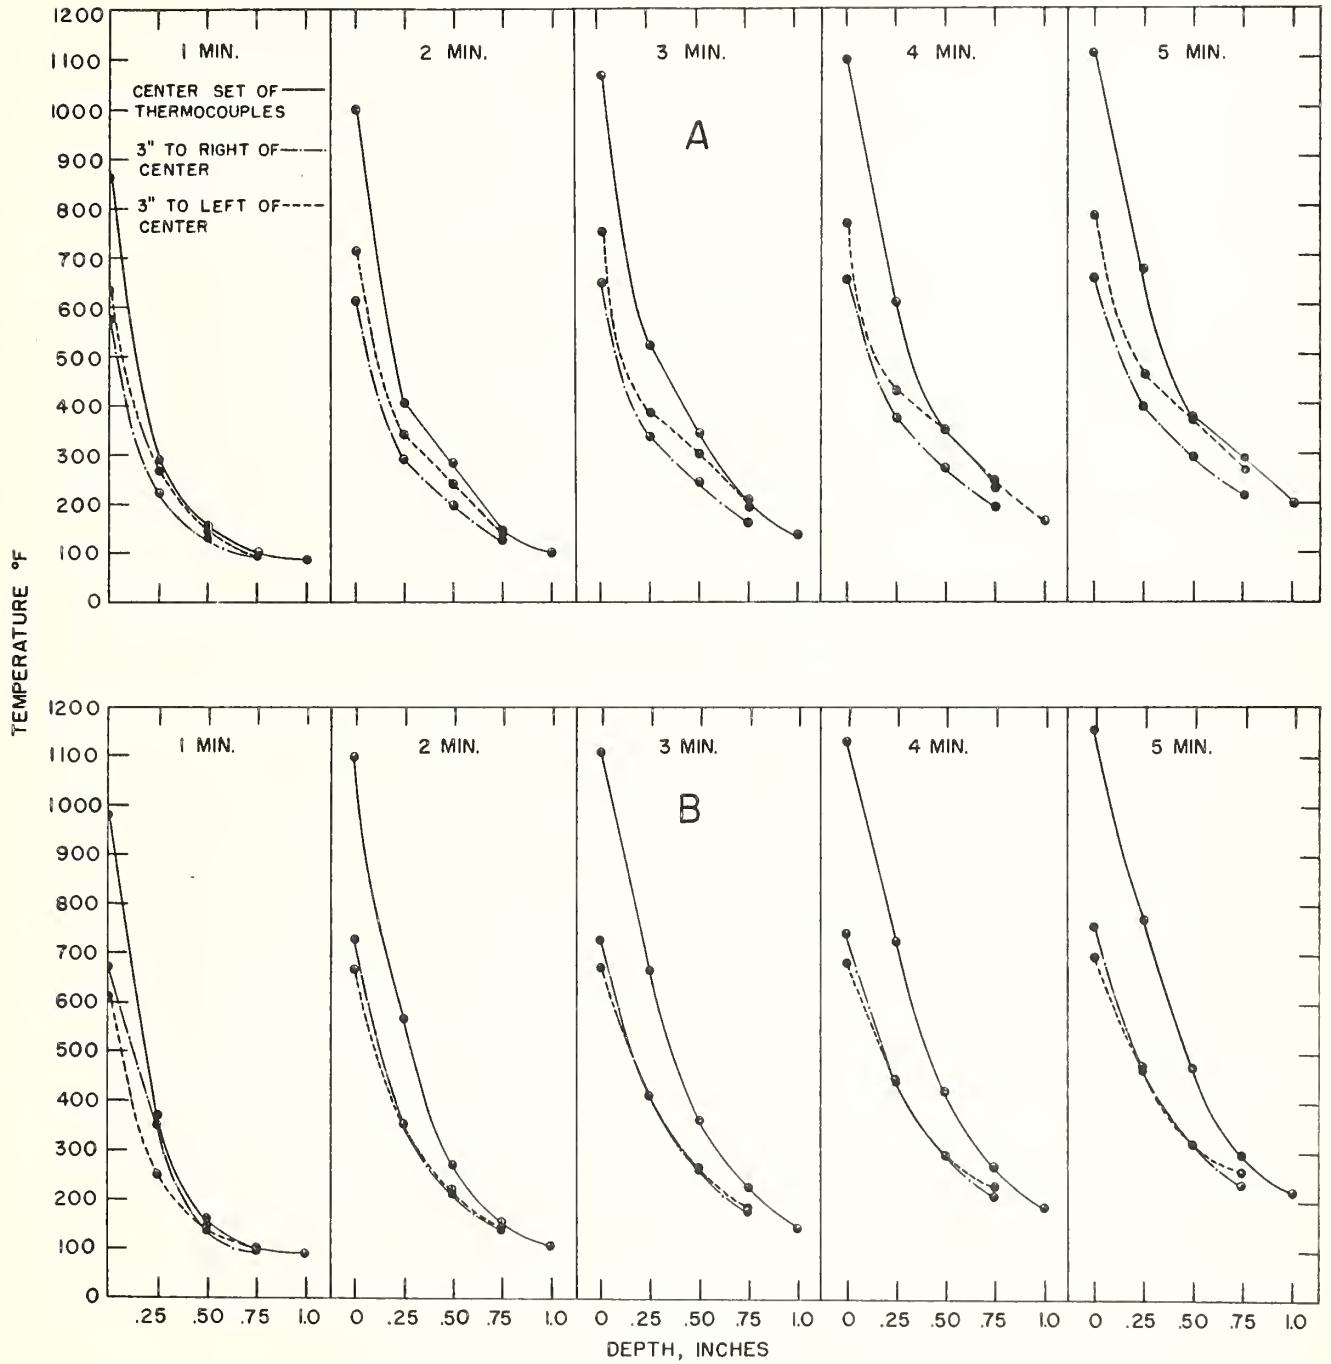 1200
1100
1000
900
800
700
600
500
400
300
200
100
0
1 MIN.
2 MIN.
3 MIN.
4 MIN.
5 MIN.
CENTER SET OF
THERMOCOUPLES
3" TO RIGHT OF
CENTER
3" TO LEFT OF
CENTER
A
TEMPERATURE °F
1200
1100
1000
900
800
700
600
500
400
300
200
100
0
1 MIN.
2 MIN.
3 MIN.
4 MIN.
5 MIN.
B
.25 .50 .75 1.0
0 .25 .50 .75 1.0
0 .25 .50 .75 1.0
0 .25 .50 .75 1.0
0 .25 .50 .75 1.0
DEPTH, INCHES